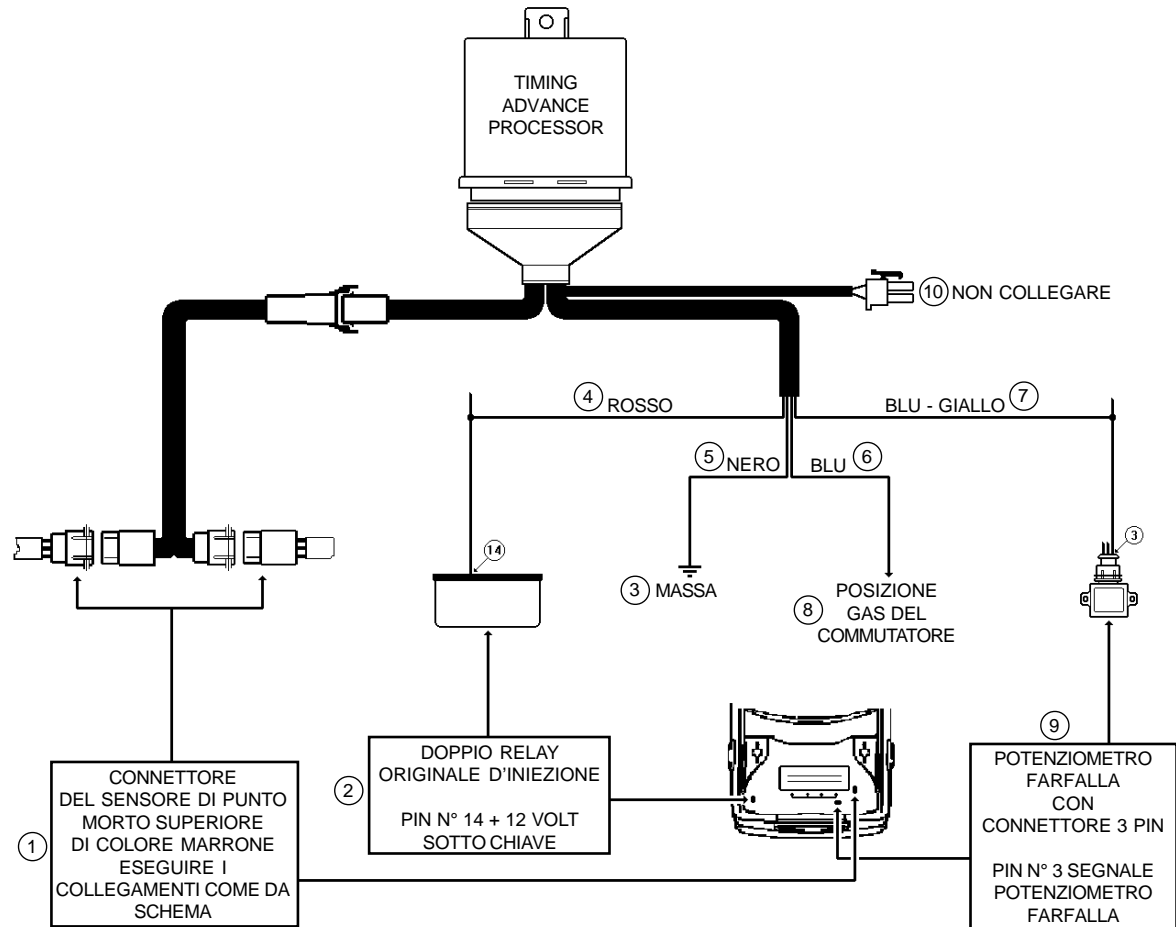 TIMING
ADVANCE
PROCESSOR
10 NON COLLEGARE
4 ROSSO
BLU - GIALLO 7
5 NERO
BLU 6
14
3
3 MASSA
8 POSIZIONE
GAS DEL
COMMUTATORE
1 CONNETTORE
DEL SENSORE DI PUNTO
MORTO SUPERIORE
DI COLORE MARRONE
ESEGUIRE I
COLLEGAMENTI COME DA
SCHEMA
2 DOPPIO RELAY
ORIGINALE D'INIEZIONE
PIN N° 14 + 12 VOLT
SOTTO CHIAVE
9
POTENZIOMETRO
FARFALLA
CON
CONNETTORE 3 PIN
PIN N° 3 SEGNALE
POTENZIOMETRO
FARFALLA